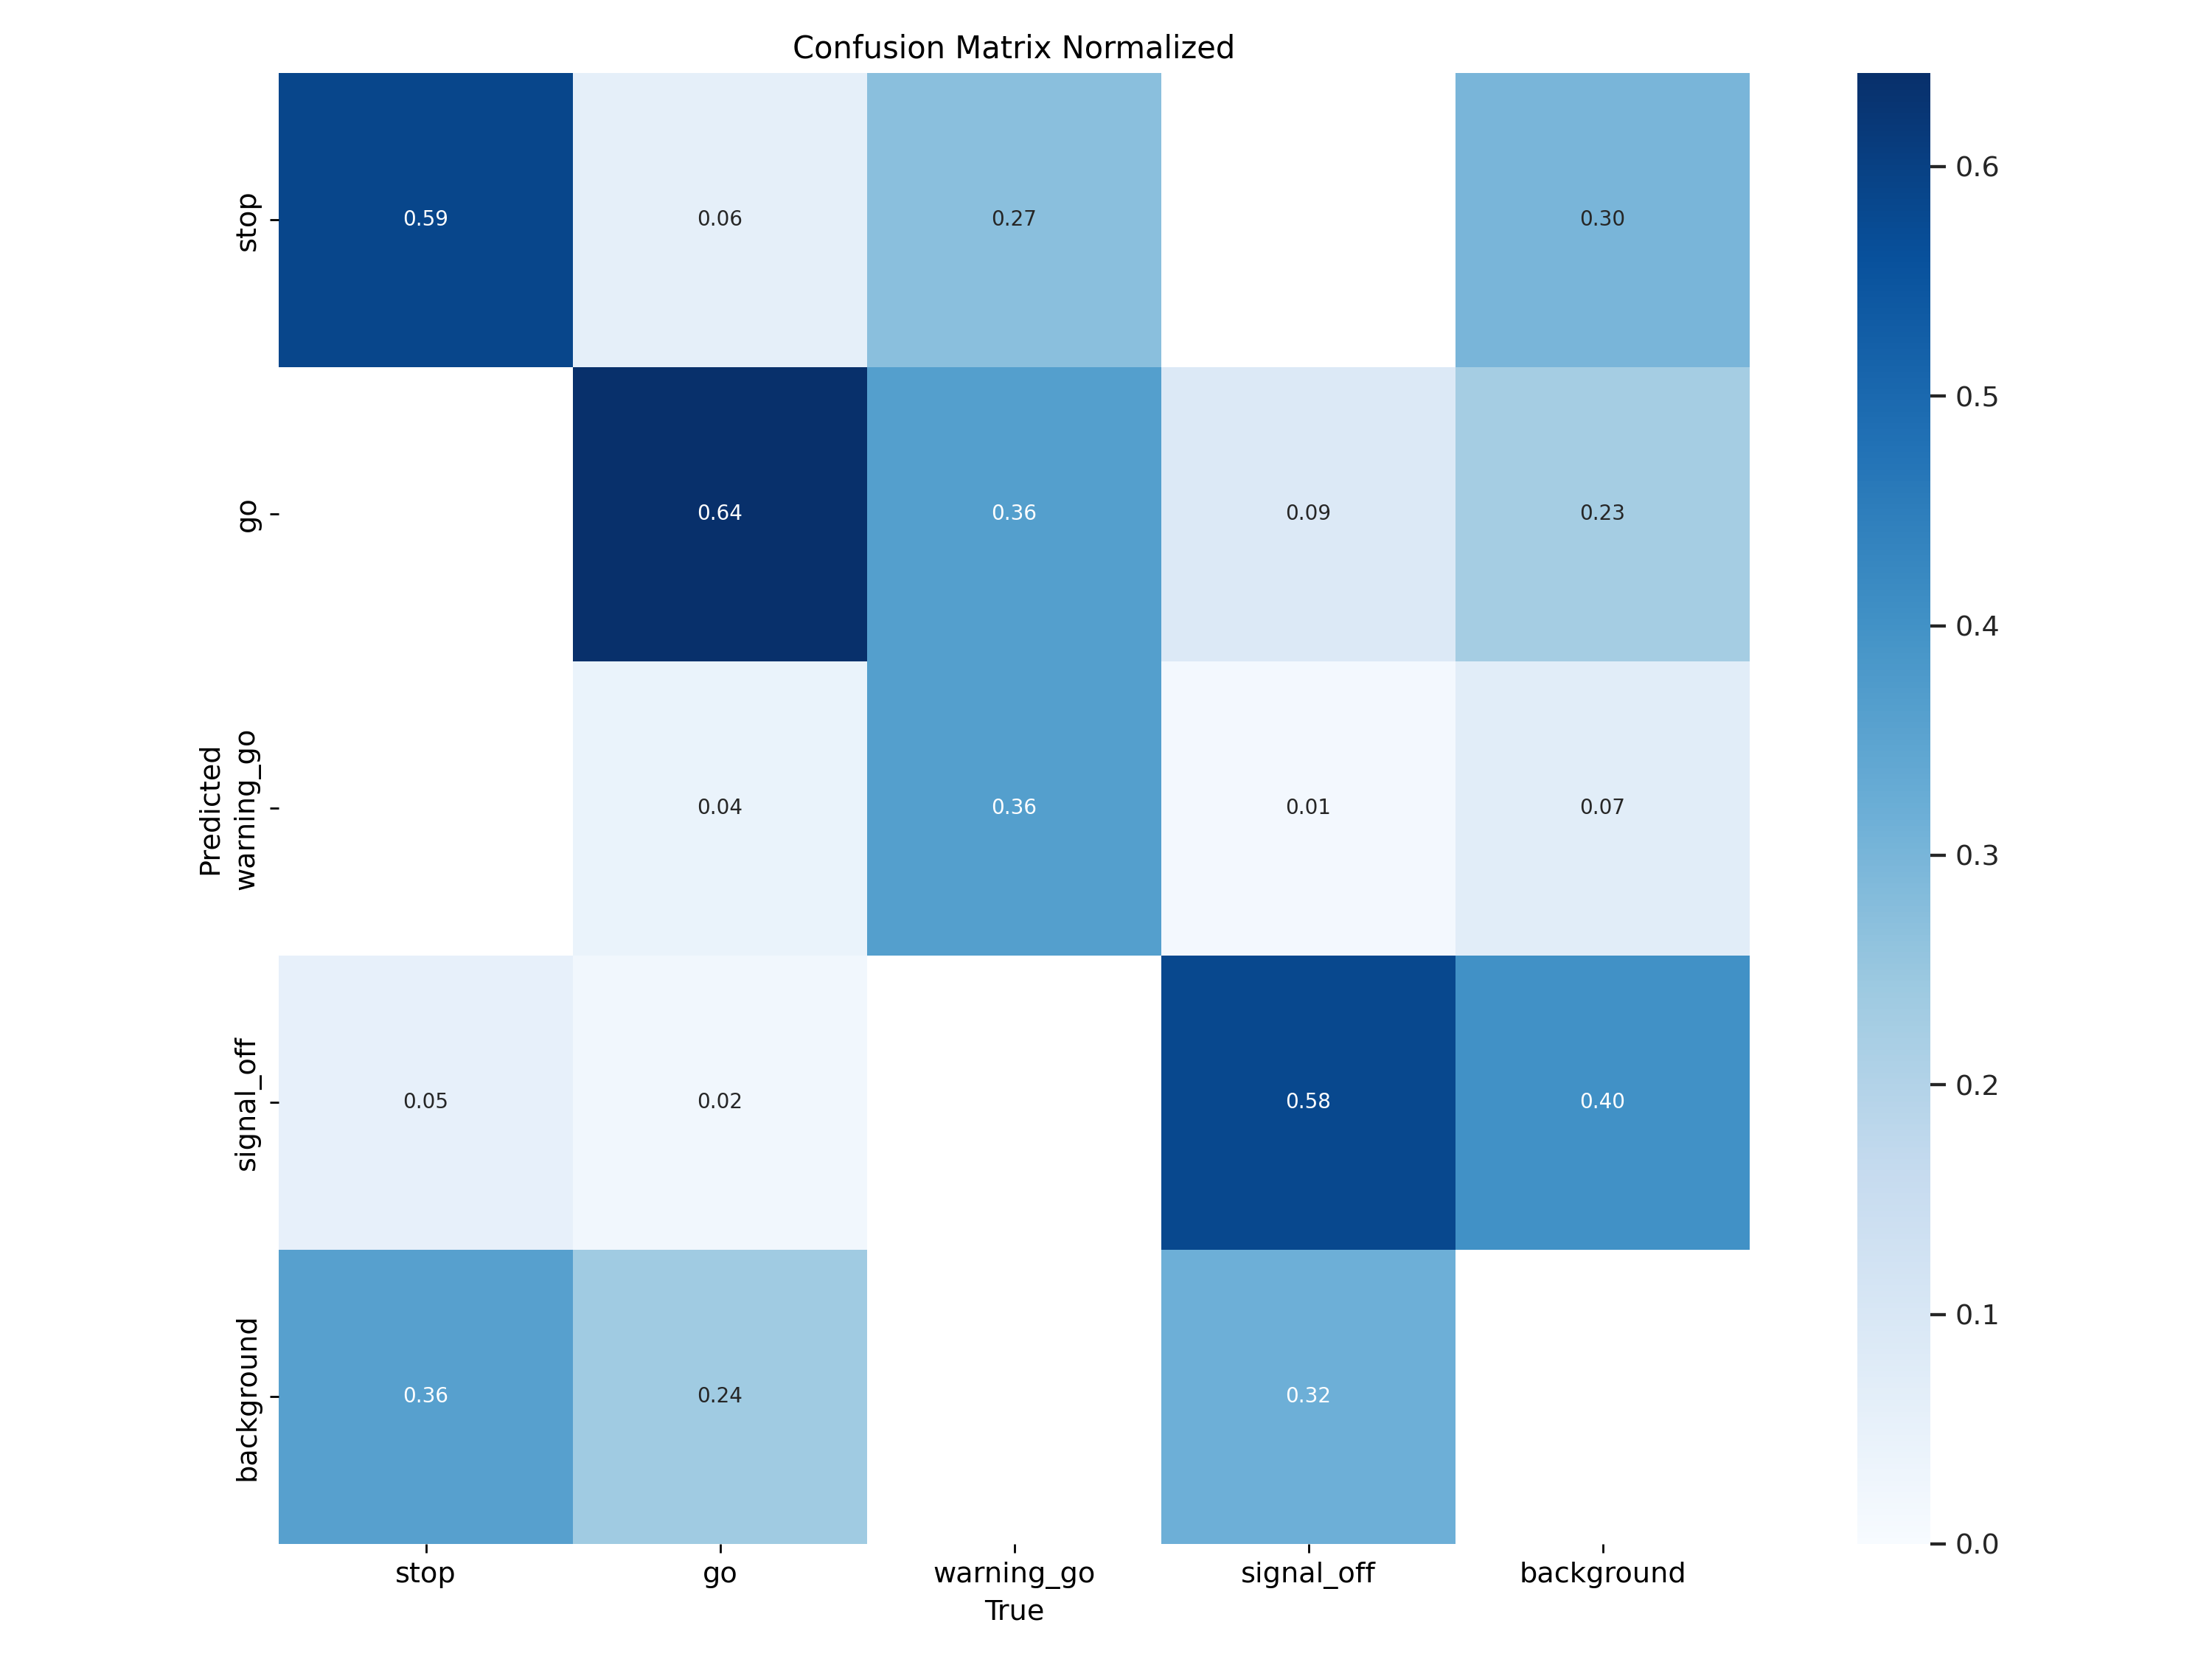 Confusion Matrix Normalized
stop
0.59
0.06
0.27
0.30
go
0.64
0.36
0.09
0.23
Predicted
warning_go
0.04
0.36
0.01
0.07
signal_off
0.05
0.02
0.58
0.40
background
0.36
0.24
0.32
stop
go
warning_go
signal_off
background
True
0.6
0.5
0.4
0.3
0.2
0.1
0.0